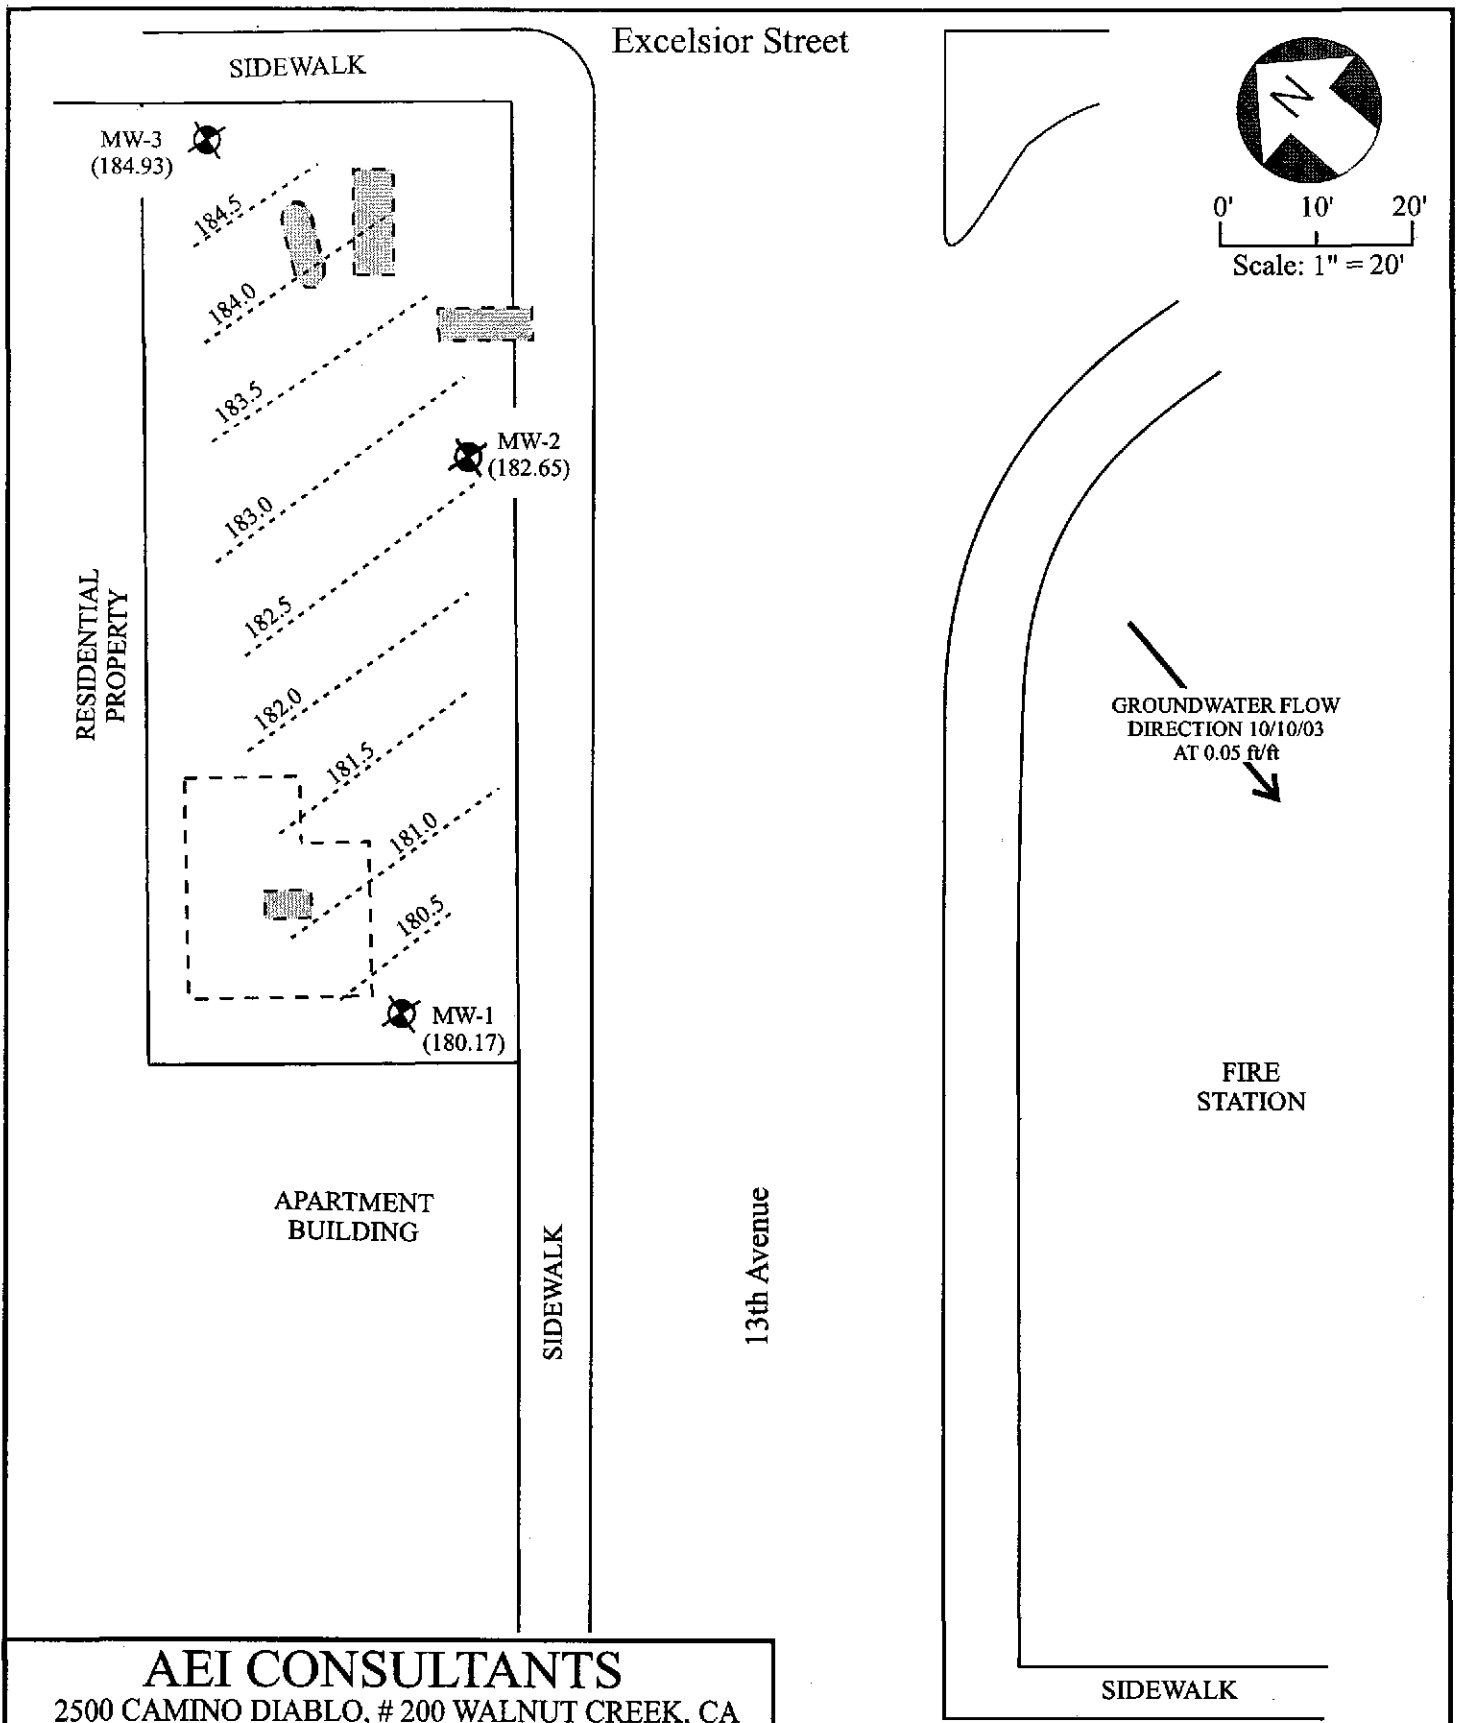 Excelsior Street
SIDEWALK
N
MW-3
(184.93)
0' 10' 20'
Scale: 1" = 20'
184.5
184.0
183.5
MW-2
(182.65)
183.0
182.5
RESIDENTIAL
PROPERTY
182.0
181.5
GROUNDWATER FLOW
DIRECTION 10/10/03
AT 0.05 ft/ft
181.0
180.5
MW-1
(180.17)
FIRE
STATION
APARTMENT
BUILDING
SIDEWALK
13th Avenue
AEI CONSULTANTS
2500 CAMINO DIABLO, # 200 WALNUT CREEK, CA
SIDEWALK